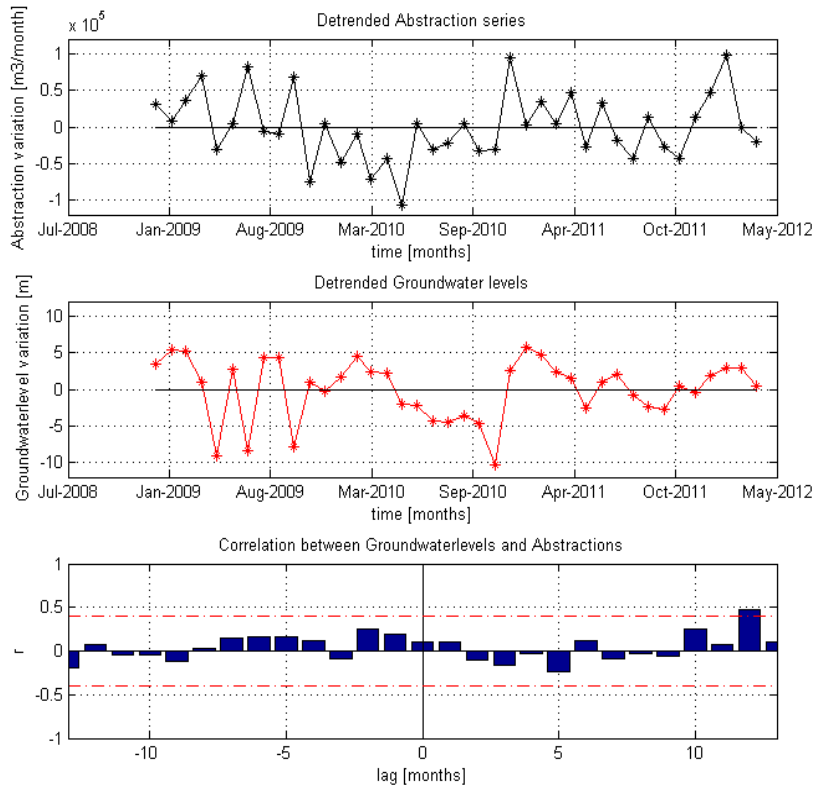 Detrended Abstraction series
x 10^5
Abstraction variation [m3/month]
1
0.5
0
-0.5
-1
Jul-2008 Jan-2009 Aug-2009 Mar-2010 Sep-2010 Apr-2011 Oct-2011 May-2012
time [months]
Detrended Groundwater levels
Groundwaterlevel variation [m]
10
5
0
-5
-10
Jul-2008 Jan-2009 Aug-2009 Mar-2010 Sep-2010 Apr-2011 Oct-2011 May-2012
time [months]
Correlation between Groundwaterlevels and Abstractions
r
1
0.5
0
-0.5
-1
-10 -5 0 5 10
lag [months]